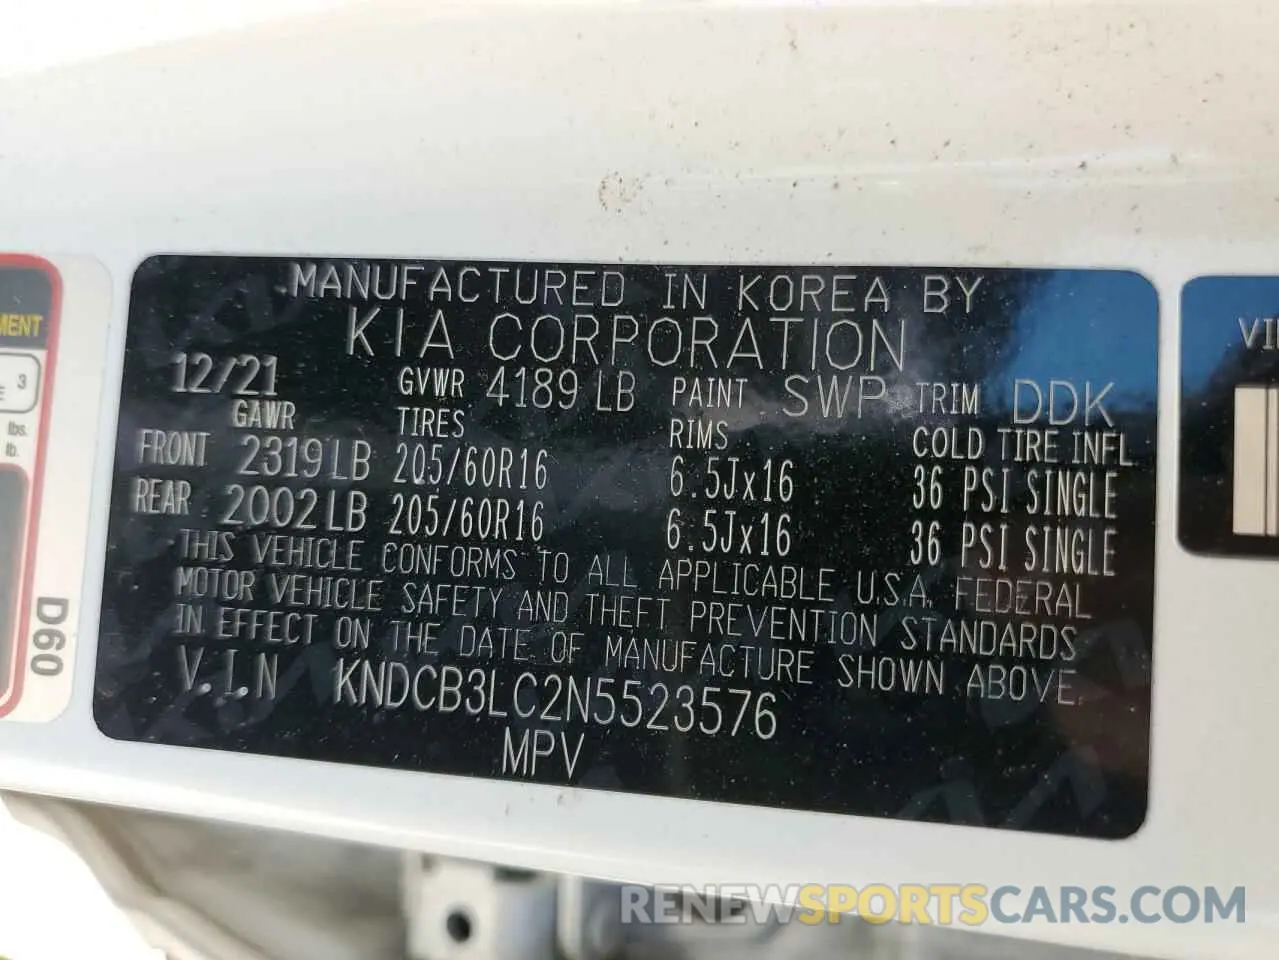 MANUFACTURED IN KOREA BY
KIA CORPORATION
12/21 GVWR 4189 LB PAINT SWP TRIM DDK
GAWR TIRES RIMS COLD TIRE INFL
FRONT 2319 LB 205/60R16 6.5Jx16 36 PSI SINGLE
REAR 2002 LB 205/60R16 6.5Jx16 36 PSI SINGLE
THIS VEHICLE CONFORMS TO ALL APPLICABLE U.S.A. FEDERAL
MOTOR VEHICLE SAFETY AND THEFT PREVENTION STANDARDS
IN EFFECT ON THE DATE OF MANUFACTURE SHOWN ABOVE.
V.I.N KNDCB3LC2N5523576
MPV
3
lbs.
lb.
D60
RENEWSPORTSCARS.COM